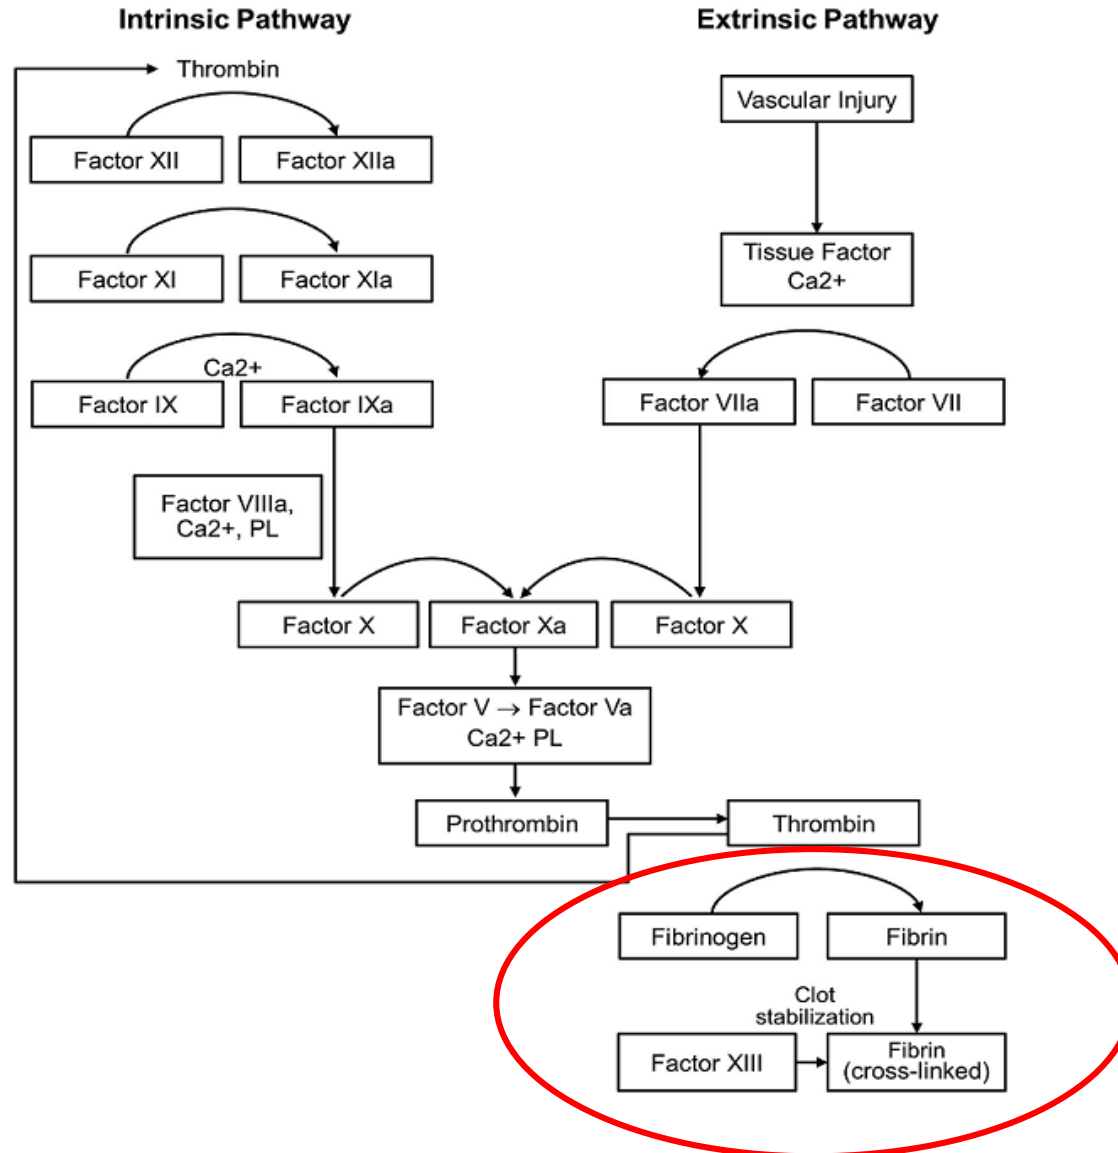 Intrinsic Pathway
Extrinsic Pathway
Thrombin
Vascular Injury
Factor XII
Factor XIIa
Tissue Factor
Ca2+
Factor XI
Factor XIa
Ca2+
Factor IX
Factor IXa
Factor VIIa
Factor VII
Factor VIIIa,
Ca2+, PL
Factor X
Factor Xa
Factor X
Factor V → Factor Va
Ca2+ PL
Prothrombin
Thrombin
Fibrinogen
Fibrin
Clot
stabilization
Factor XIII
Fibrin
(cross-linked)